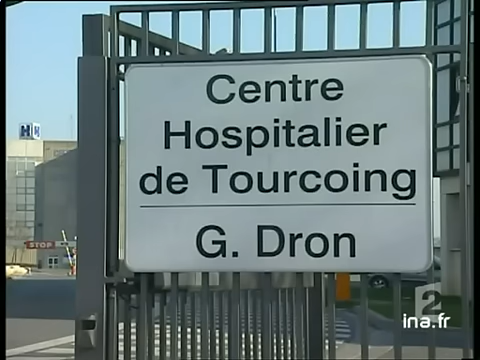 Centre
Hospitalier
de Tourcoing
G. Dron
H
STOP
2
ina.fr